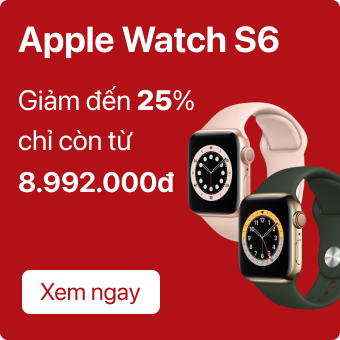 Apple Watch S6
Giảm đến 25%
chỉ còn từ
8.992.000đ
Xem ngay